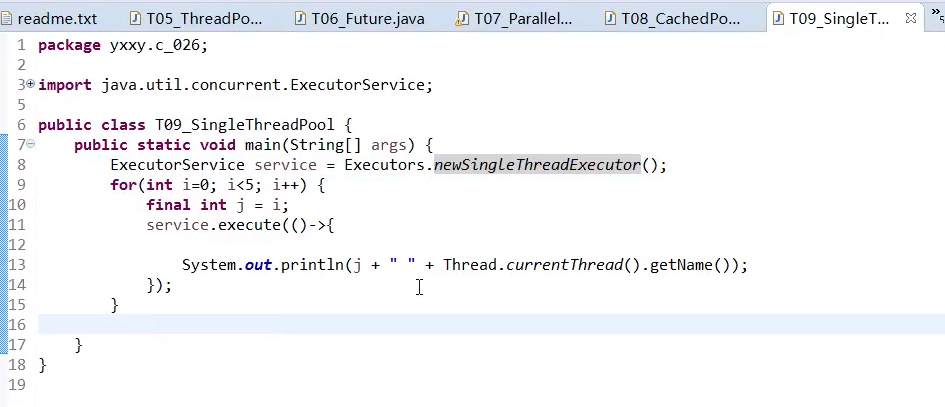 readme.txt T05_ThreadPo... T06_Future.java T07_Parallel... T08_CachedPo... T09_SingleT...
1 package yxxy.c_026;
2
3 import java.util.concurrent.ExecutorService;
5
6 public class T09_SingleThreadPool {
7 public static void main(String[] args) {
8 ExecutorService service = Executors.newSingleThreadExecutor();
9 for(int i=0; i<5; i++) {
10 final int j = i;
11 service.execute(()->{
12
13 System.out.println(j + " " + Thread.currentThread().getName());
14 });
15 }
16
17 }
18 }
19